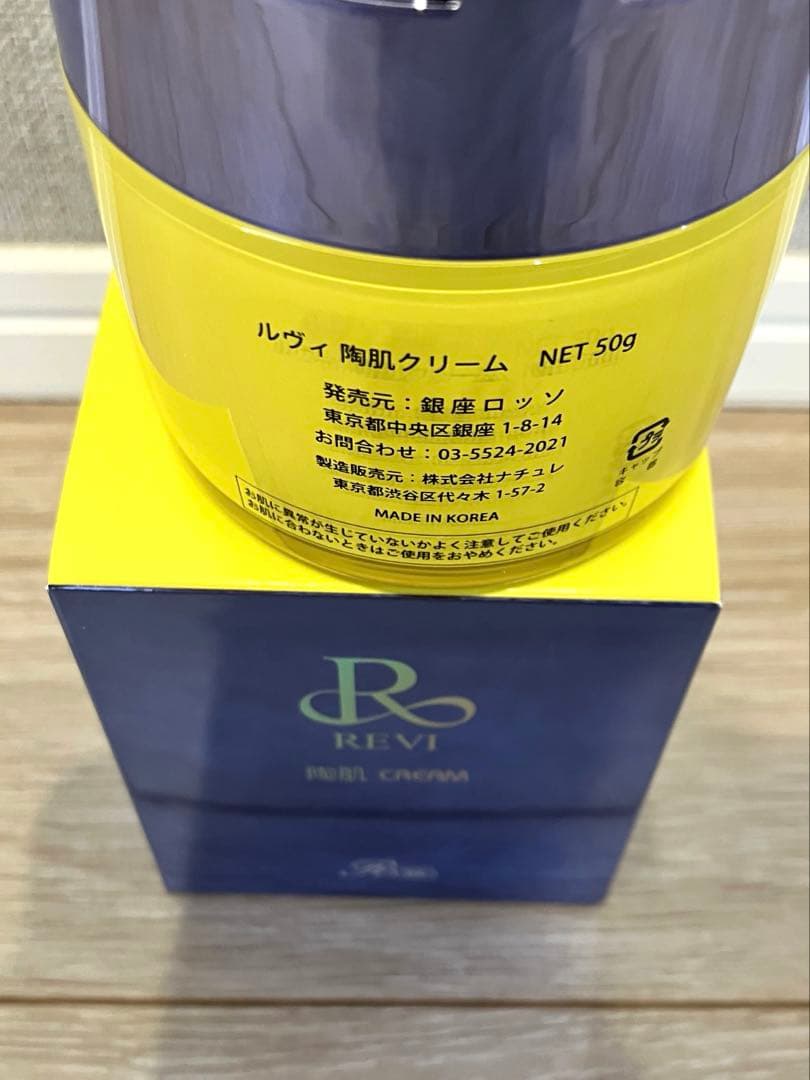 ルヴィ 陶肌クリーム NET 50g
発売元：銀座ロッソ
東京都中央区銀座 1-8-14
お問合わせ：03-5524-2021
製造販売元：株式会社ナチュレ
東京都渋谷区代々木 1-57-2
MADE IN KOREA
お肌に異常が生じていないかよく注意してご使用ください。
お肌に合わないときはご使用をおやめください。
プラ
キャップ
R
REVI
陶肌 CREAM